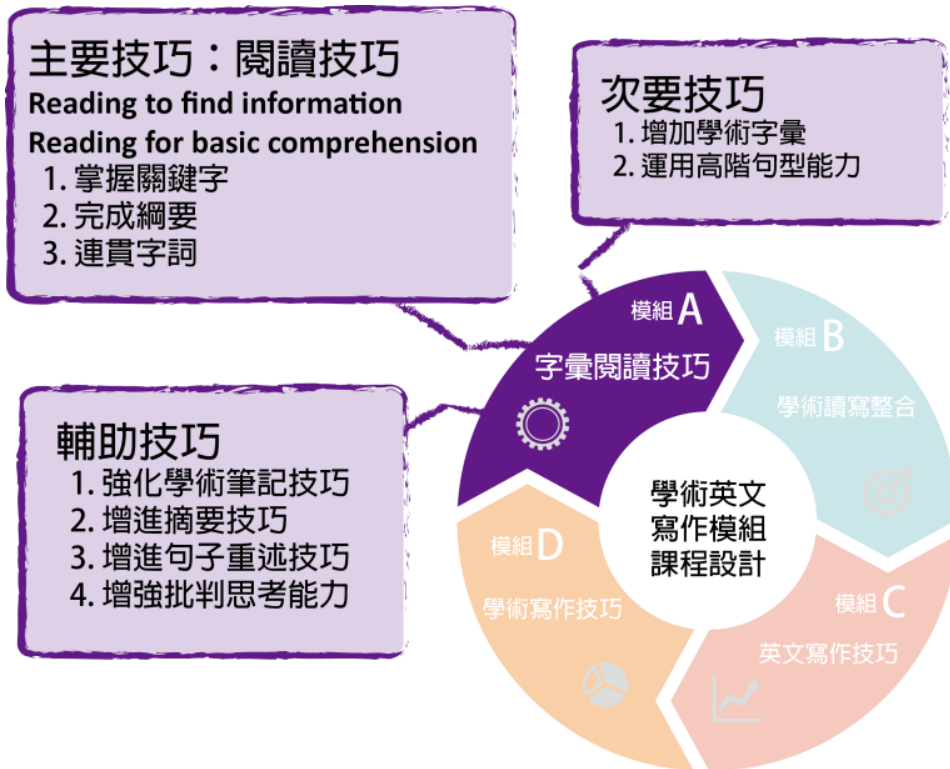 主要技巧：閱讀技巧
Reading to find information
Reading for basic comprehension
1. 掌握關鍵字
2. 完成綱要
3. 連貫字詞
次要技巧
1. 增加學術字彙
2. 運用高階句型能力
輔助技巧
1. 強化學術筆記技巧
2. 增進摘要技巧
3. 增進句子重述技巧
4. 增強批判思考能力
模組A
字彙閱讀技巧
模組B
學術讀寫整合
模組C
英文寫作技巧
模組D
學術寫作技巧
學術英文
寫作模組
課程設計